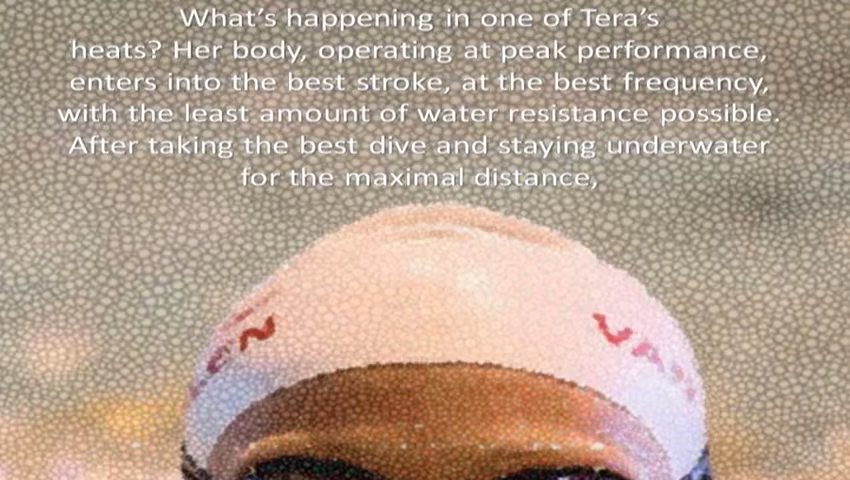 What's happening in one of Tera's
heats? Her body, operating at peak performance,
enters into the best stroke, at the best frequency,
with the least amount of water resistance possible.
After taking the best dive and staying underwater
for the maximal distance,